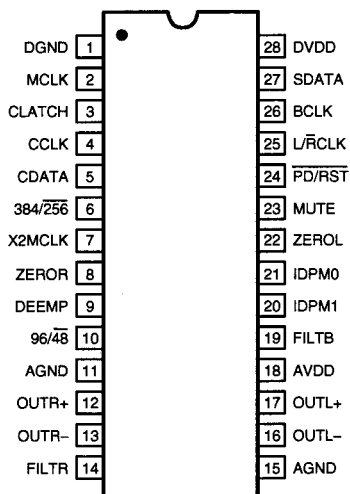 DGND 1 28 DVDD
MCLK 2 27 SDATA
CLATCH 3 26 BCLK
CCLK 4 25 L/R̅CLK
CDATA 5 24 P̅D̅/̅R̅S̅T̅
384/2̅5̅6̅ 6 23 MUTE
X2MCLK 7 22 ZEROL
ZEROR 8 21 IDPM0
DEEMP 9 20 IDPM1
96/4̅8̅ 10 19 FILTB
AGND 11 18 AVDD
OUTR+ 12 17 OUTL+
OUTR– 13 16 OUTL–
FILTR 14 15 AGND